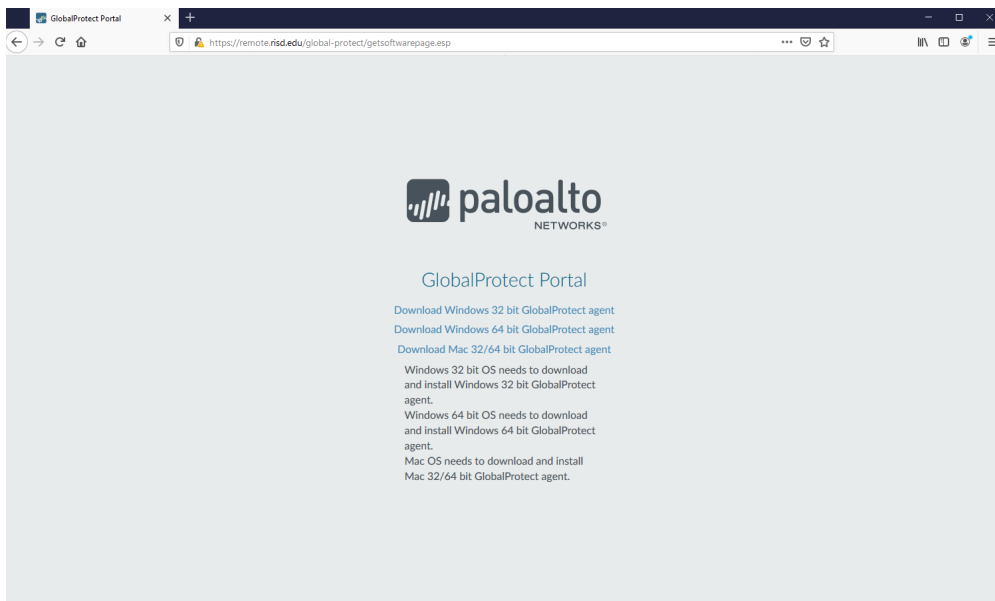 GlobalProtect Portal
https://remote.risd.edu/global-protect/getsoftwarepage.esp
paloalto
NETWORKS®
GlobalProtect Portal
Download Windows 32 bit GlobalProtect agent
Download Windows 64 bit GlobalProtect agent
Download Mac 32/64 bit GlobalProtect agent
Windows 32 bit OS needs to download
and install Windows 32 bit GlobalProtect
agent.
Windows 64 bit OS needs to download
and install Windows 64 bit GlobalProtect
agent.
Mac OS needs to download and install
Mac 32/64 bit GlobalProtect agent.